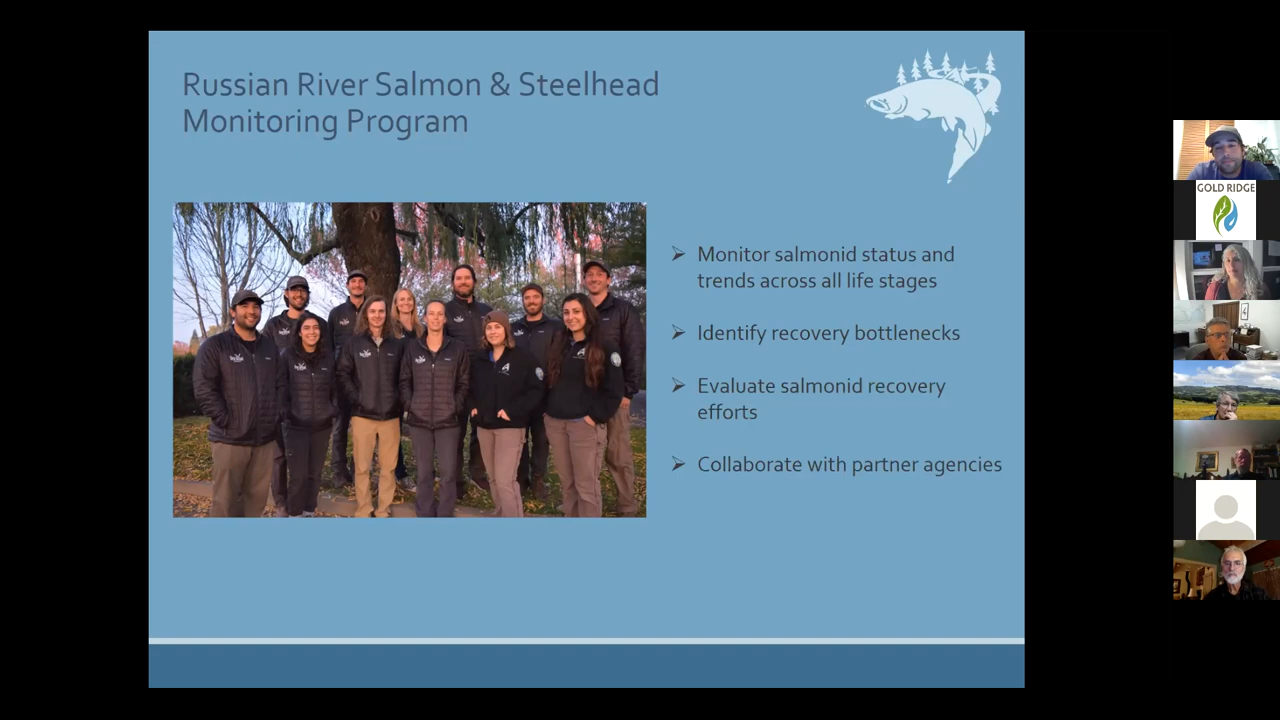 Russian River Salmon & Steelhead
Monitoring Program
Monitor salmonid status and
trends across all life stages
Identify recovery bottlenecks
Evaluate salmonid recovery
efforts
Collaborate with partner agencies
GOLD RIDGE